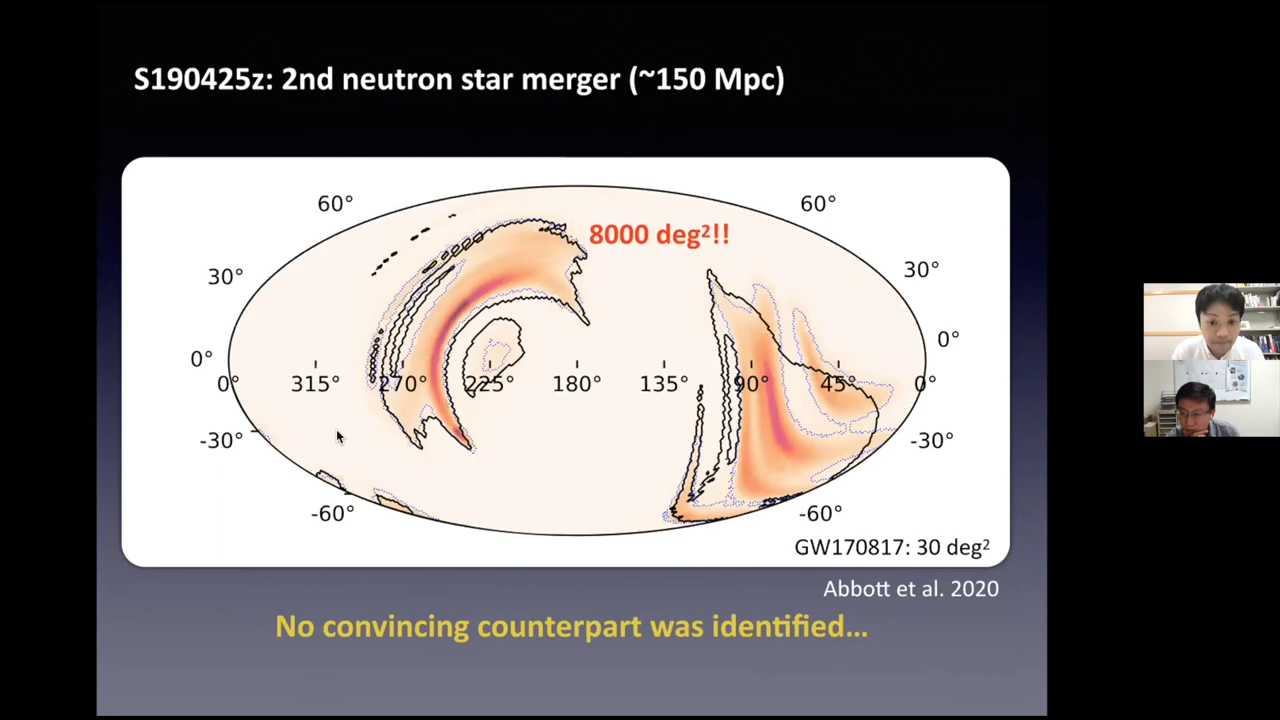 S190425z: 2nd neutron star merger (~150 Mpc)
60° 60°
8000 deg²!!
30° 30°
0° 0°
0° 315° 270° 225° 180° 135° 90° 45° 0°
-30° -30°
-60° -60°
GW170817: 30 deg²
Abbott et al. 2020
No convincing counterpart was identified...